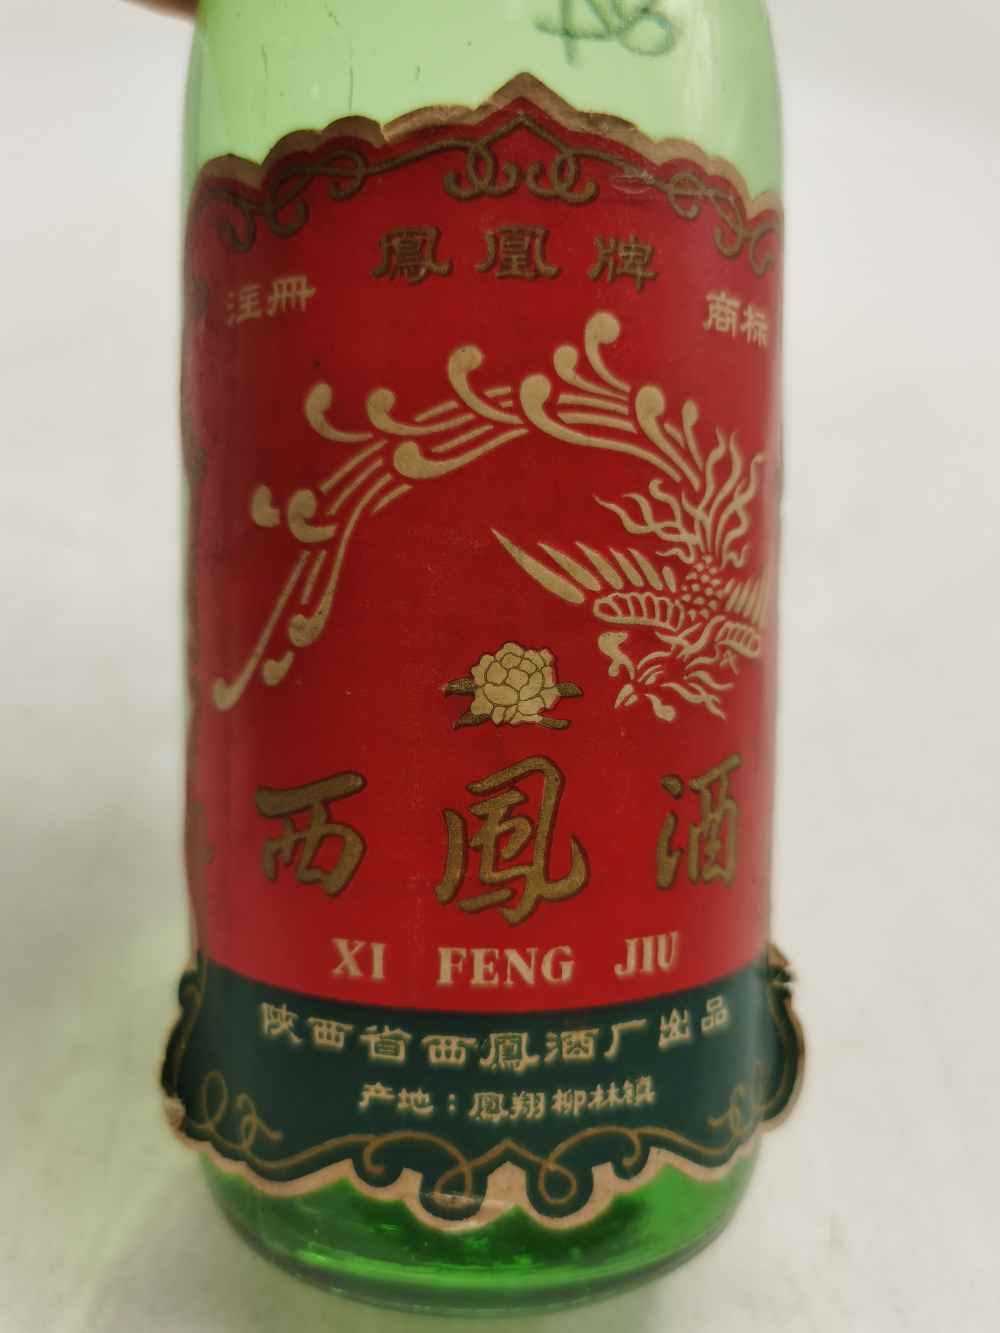 鳳凰牌
注册 商标
西鳳酒
XI FENG JIU
陕西省西鳳酒厂出品
产地：鳳翔柳林镇